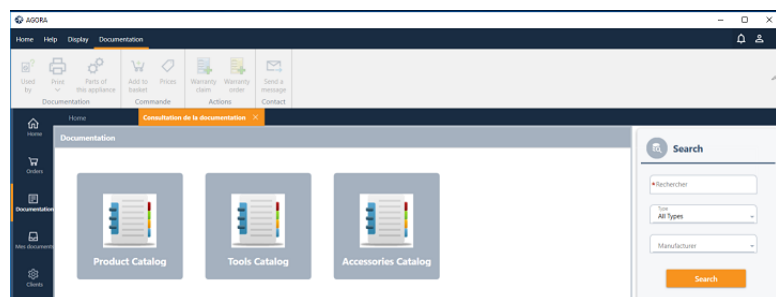 AGORA
Home Help Display Documentation
Used by
Print
Parts of this appliance
Add to basket
Prices
Warranty claim
Warranty order
Send a message
Documentation Commande Actions Contact
Home Consultation de la documentation ×
Home
Orders
Documentation
Mes documents
Clients
Documentation
Product Catalog
Tools Catalog
Accessories Catalog
Search
*Rechercher
Type
All Types
Manufacturer
Search